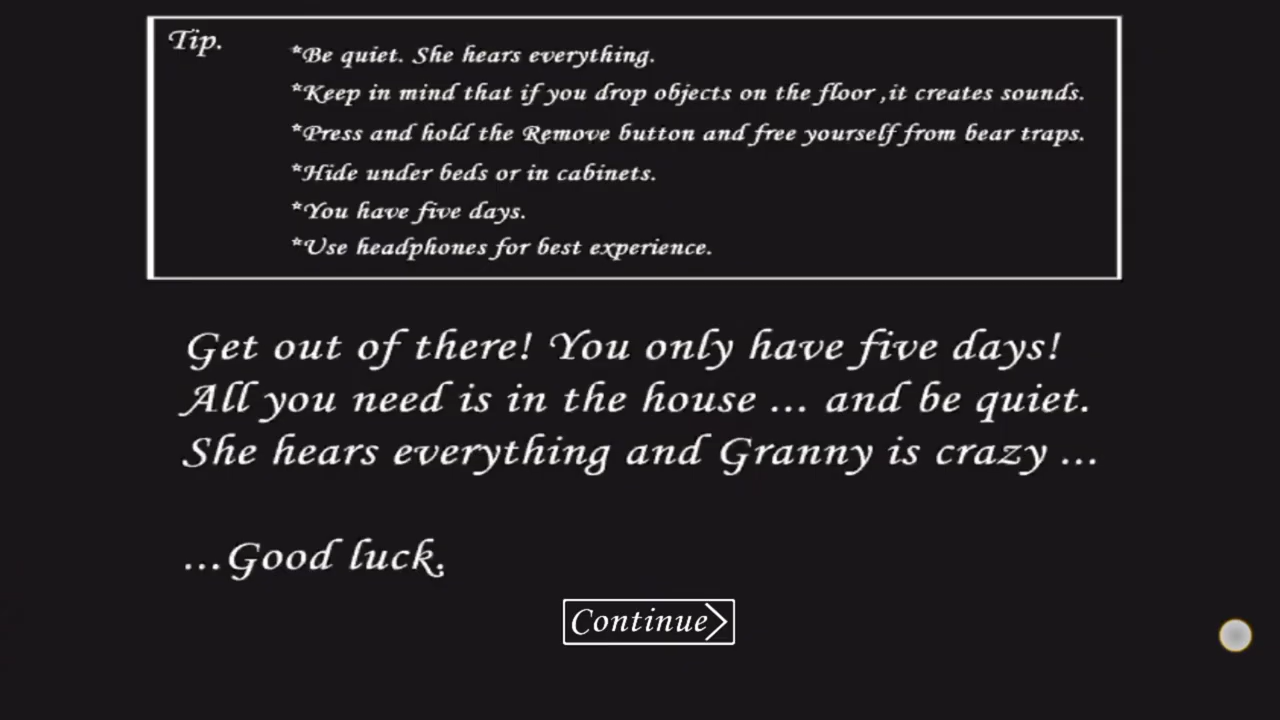 Tip.
*Be quiet. She hears everything.
*Keep in mind that if you drop objects on the floor ,it creates sounds.
*Press and hold the Remove button and free yourself from bear traps.
*Hide under beds or in cabinets.
*You have five days.
*Use headphones for best experience.
Get out of there! You only have five days!
All you need is in the house ... and be quiet.
She hears everything and Granny is crazy ...
...Good luck.
Continue